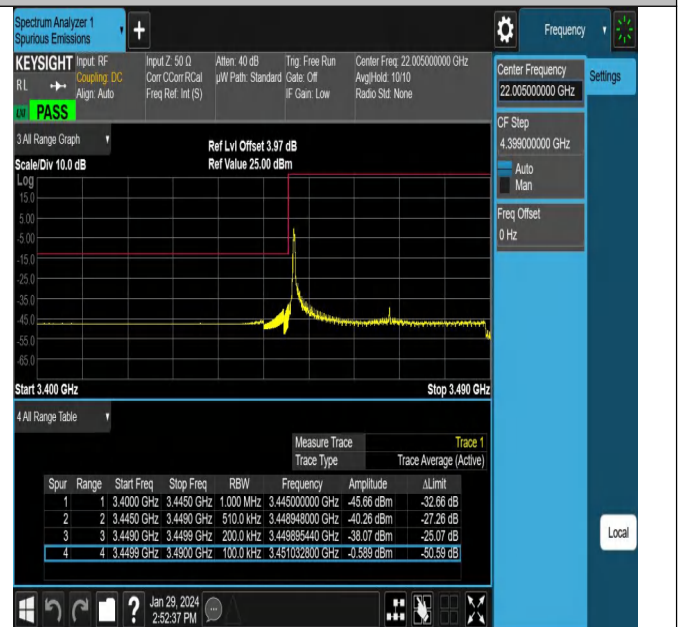 Spectrum Analyzer 1
Spurious Emissions
+
Frequency
KEYSIGHT Input: RF Input Z: 50 Ω Atten: 40 dB Trig: Free Run Center Freq: 22.005000000 GHz
RL Coupling: DC Corr CCorr RCal µW Path: Standard Gate: Off Avg|Hold: 10/10
Align: Auto Freq Ref: Int (S) IF Gain: Low Radio Std: None
PASS
Center Frequency
22.005000000 GHz
Settings
CF Step
4.399000000 GHz
Auto
Man
Freq Offset
0 Hz
3 All Range Graph
Ref Lvl Offset 3.97 dB
Scale/Div 10.0 dB Ref Value 25.00 dBm
Log
15.0
5.00
-5.00
-15.0
-25.0
-35.0
-45.0
-55.0
-65.0
Start 3.400 GHz Stop 3.490 GHz
4 All Range Table
Measure Trace Trace 1
Trace Type Trace Average (Active)
Spur Range Start Freq Stop Freq RBW Frequency Amplitude ΔLimit
1 1 3.4000 GHz 3.4450 GHz 1.000 MHz 3.445000000 GHz -45.66 dBm -32.66 dB
2 2 3.4450 GHz 3.4490 GHz 510.0 kHz 3.448948000 GHz -40.26 dBm -27.26 dB
3 3 3.4490 GHz 3.4499 GHz 200.0 kHz 3.449895440 GHz -38.07 dBm -25.07 dB
4 4 3.4499 GHz 3.4900 GHz 100.0 kHz 3.451032800 GHz -0.589 dBm -50.59 dB
Local
? Jan 29, 2024
2:52:37 PM